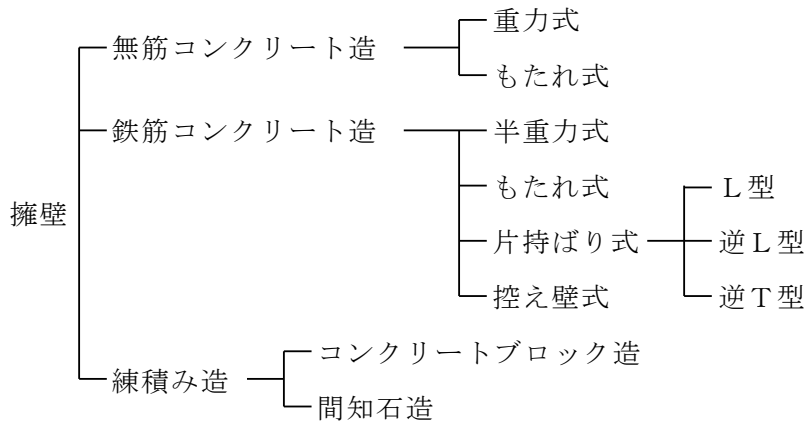 重力式
無筋コンクリート造
もたれ式
鉄筋コンクリート造
半重力式
もたれ式
L型
擁壁
片持ばり式
逆L型
控え壁式
逆T型
コンクリートブロック造
練積み造
間知石造